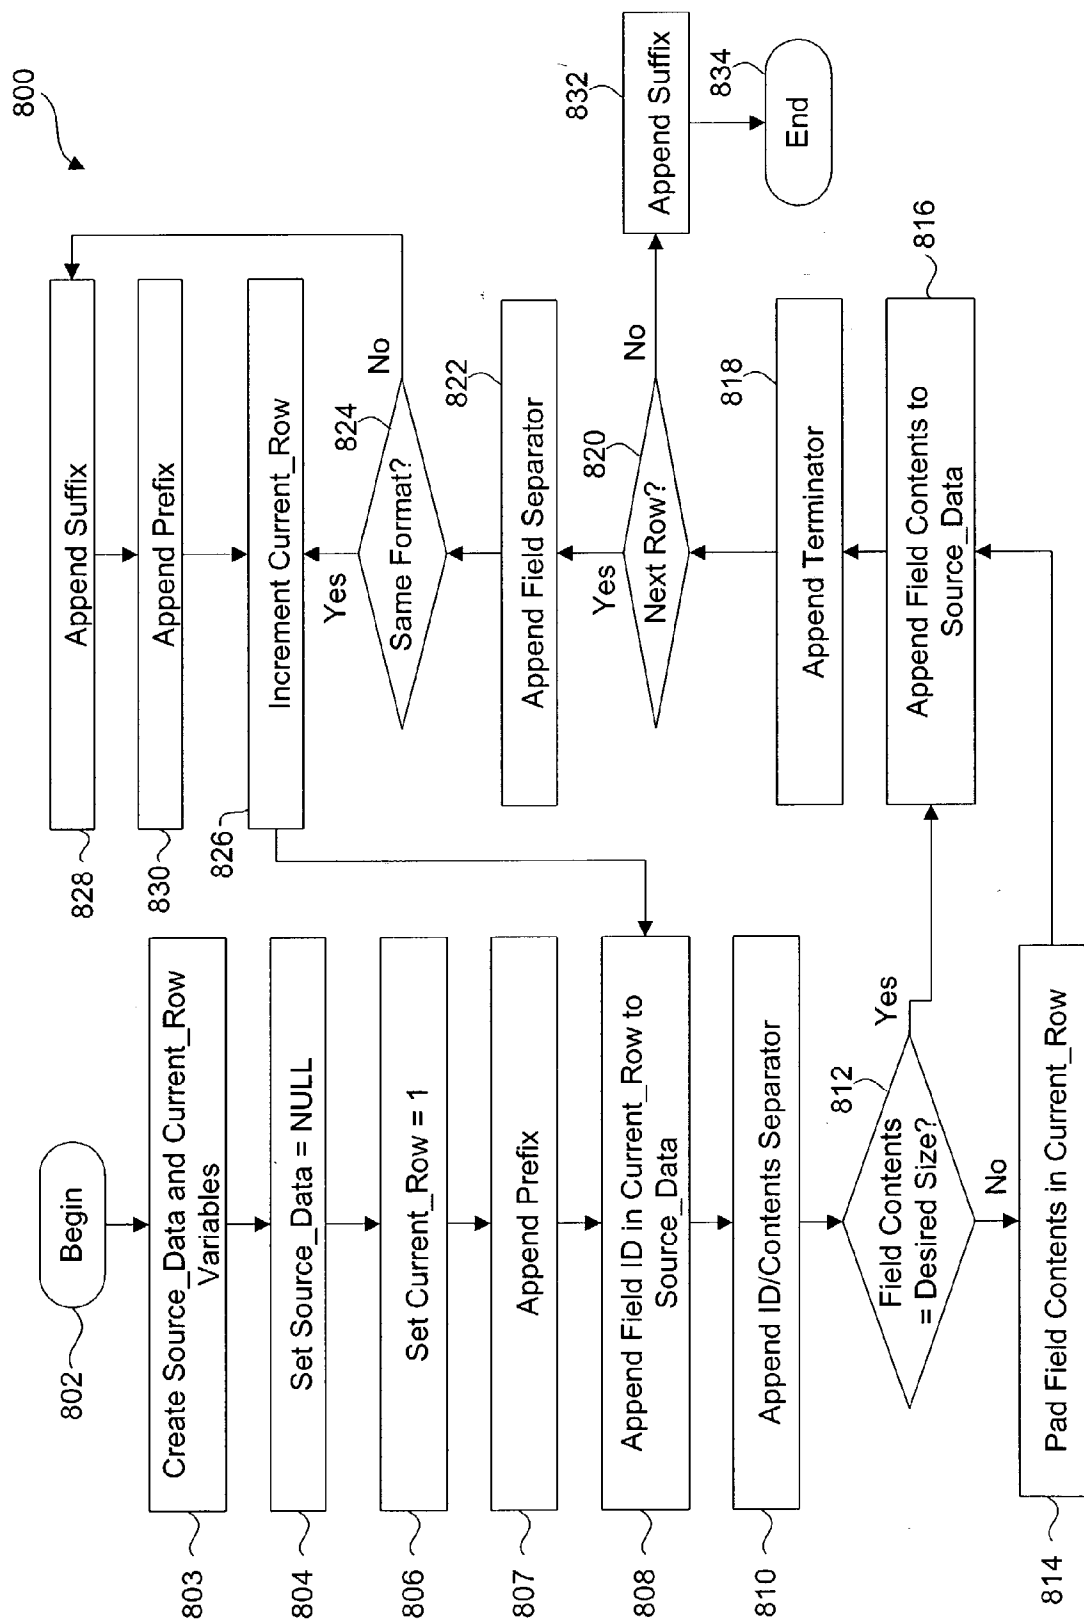 800
Begin
802
Create Source_Data and Current_Row
Variables
803
Set Source_Data = NULL
804
Set Current_Row = 1
806
Append Prefix
807
Append Field ID in Current_Row to
Source_Data
808
Append ID/Contents Separator
810
Field Contents
= Desired Size?
812
Yes
No
Pad Field Contents in Current_Row
814
Append Field Contents to
Source_Data
816
Append Terminator
818
Next Row?
820
Yes
No
Append Field Separator
822
Same Format?
824
Yes
No
Increment Current_Row
826
Append Suffix
828
Append Prefix
830
Append Suffix
832
End
834